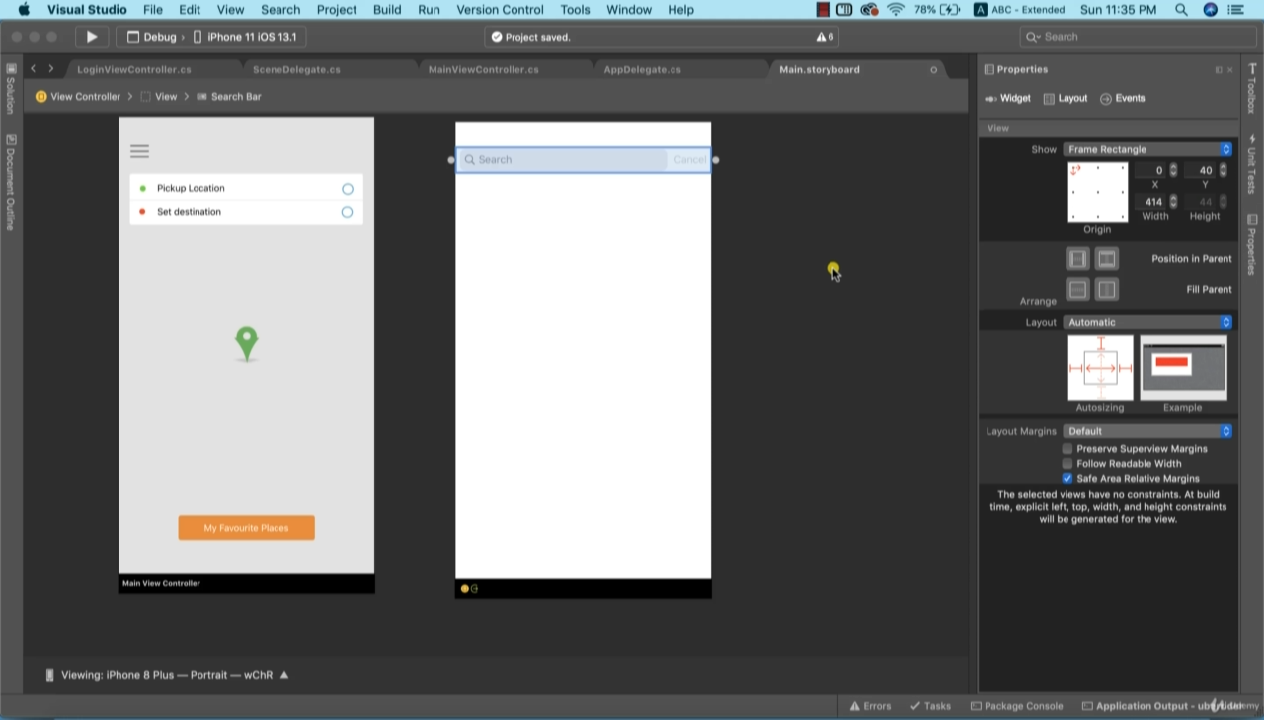 Visual Studio File Edit View Search Project Build Run Version Control Tools Window Help 78% A ABC - Extended Sun 11:35 PM
Debug › iPhone 11 iOS 13.1 Project saved. 6 Search
LoginViewController.cs SceneDelegate.cs MainViewController.cs AppDelegate.cs Main.storyboard Properties
View Controller > View > Search Bar Widget Layout Events
Solution
Document Outline
Toolbox
Unit Tests
Properties
Pickup Location
Set destination
My Favourite Places
Main View Controller
Search Cancel
View
Show Frame Rectangle
0 40
X Y
414 44
Width Height
Origin
Position in Parent
Fill Parent
Arrange
Layout Automatic
Autosizing Example
Layout Margins Default
Preserve Superview Margins
Follow Readable Width
Safe Area Relative Margins
The selected views have no constraints. At build
time, explicit left, top, width, and height constraints
will be generated for the view.
Viewing: iPhone 8 Plus — Portrait — wChR
Errors Tasks Package Console Application Output -